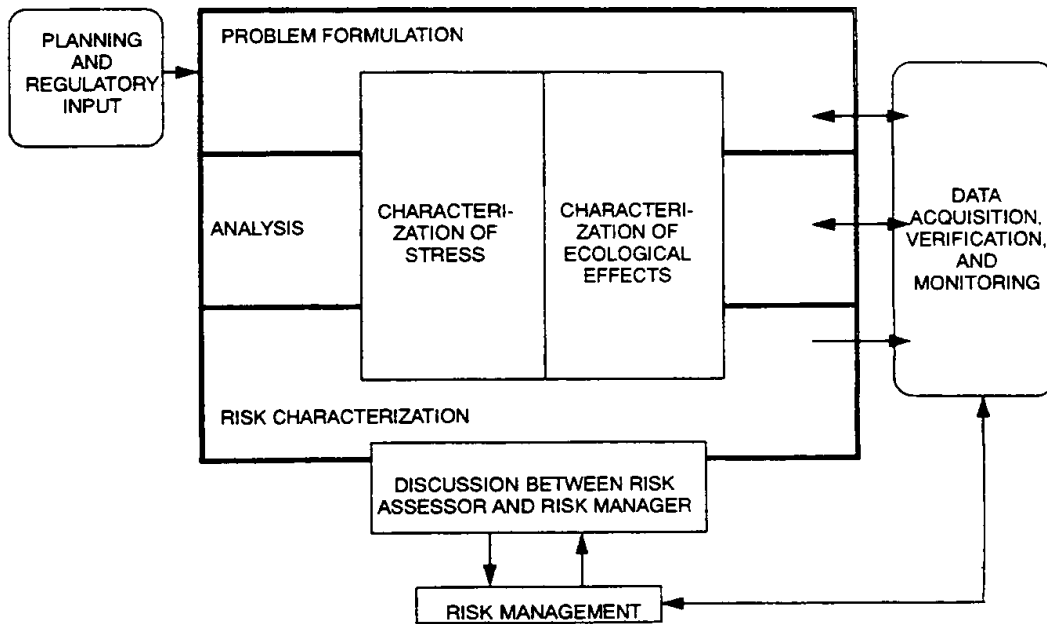 PLANNING
AND
REGULATORY
INPUT
PROBLEM FORMULATION
ANALYSIS
CHARACTERI-
ZATION OF
STRESS
CHARACTERI-
ZATION OF
ECOLOGICAL
EFFECTS
DATA
ACQUISITION,
VERIFICATION,
AND
MONITORING
RISK CHARACTERIZATION
DISCUSSION BETWEEN RISK
ASSESSOR AND RISK MANAGER
RISK MANAGEMENT